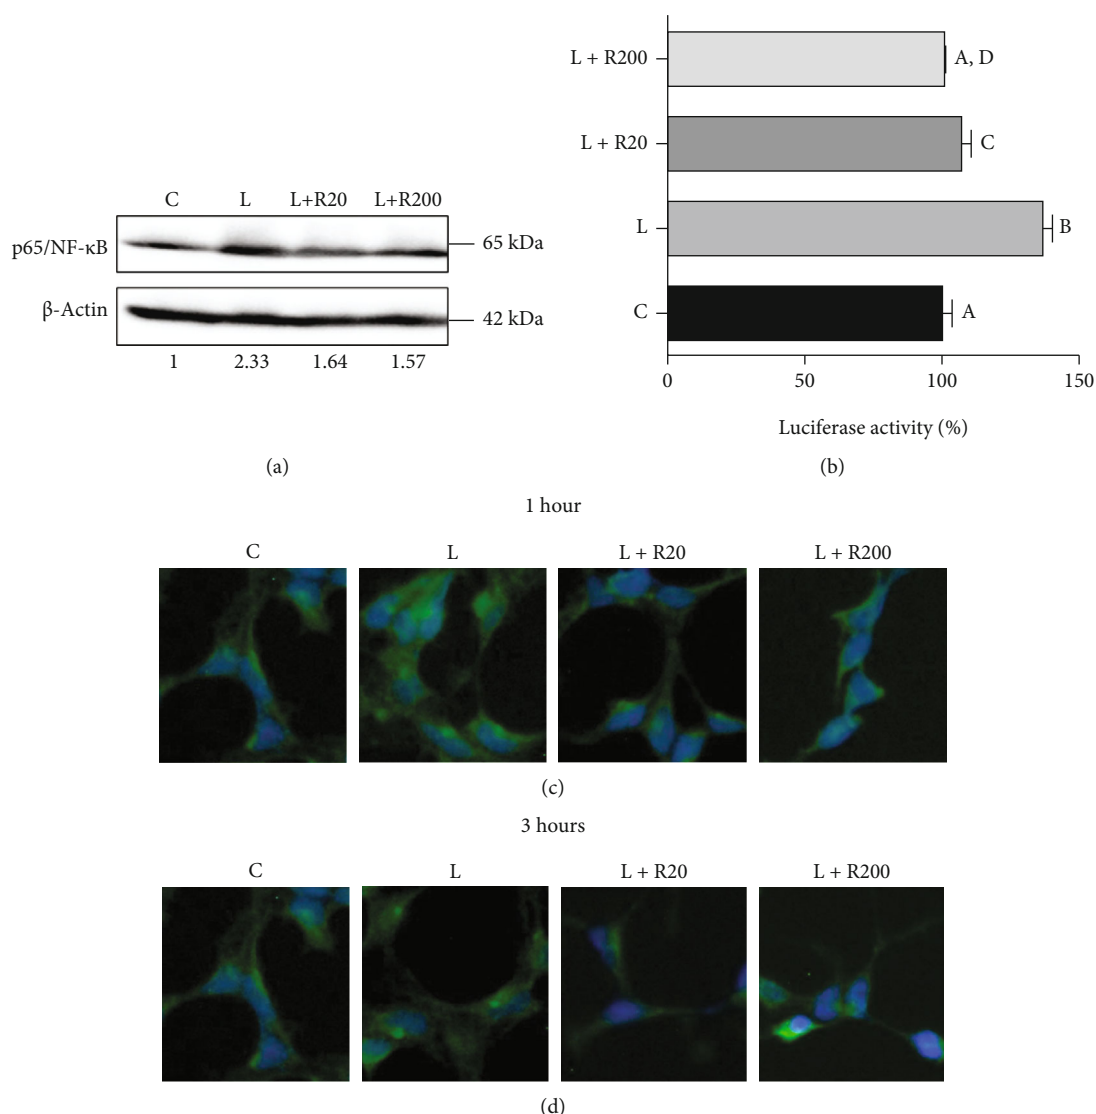 C L L+R20 L+R200
p65/NF-κB 65 kDa
β-Actin 42 kDa
1 2.33 1.64 1.57
(a)
L + R200 A, D
L + R20 C
L B
C A
0 50 100 150
Luciferase activity (%)
(b)
1 hour
C L L + R20 L + R200
(c)
3 hours
C L L + R20 L + R200
(d)